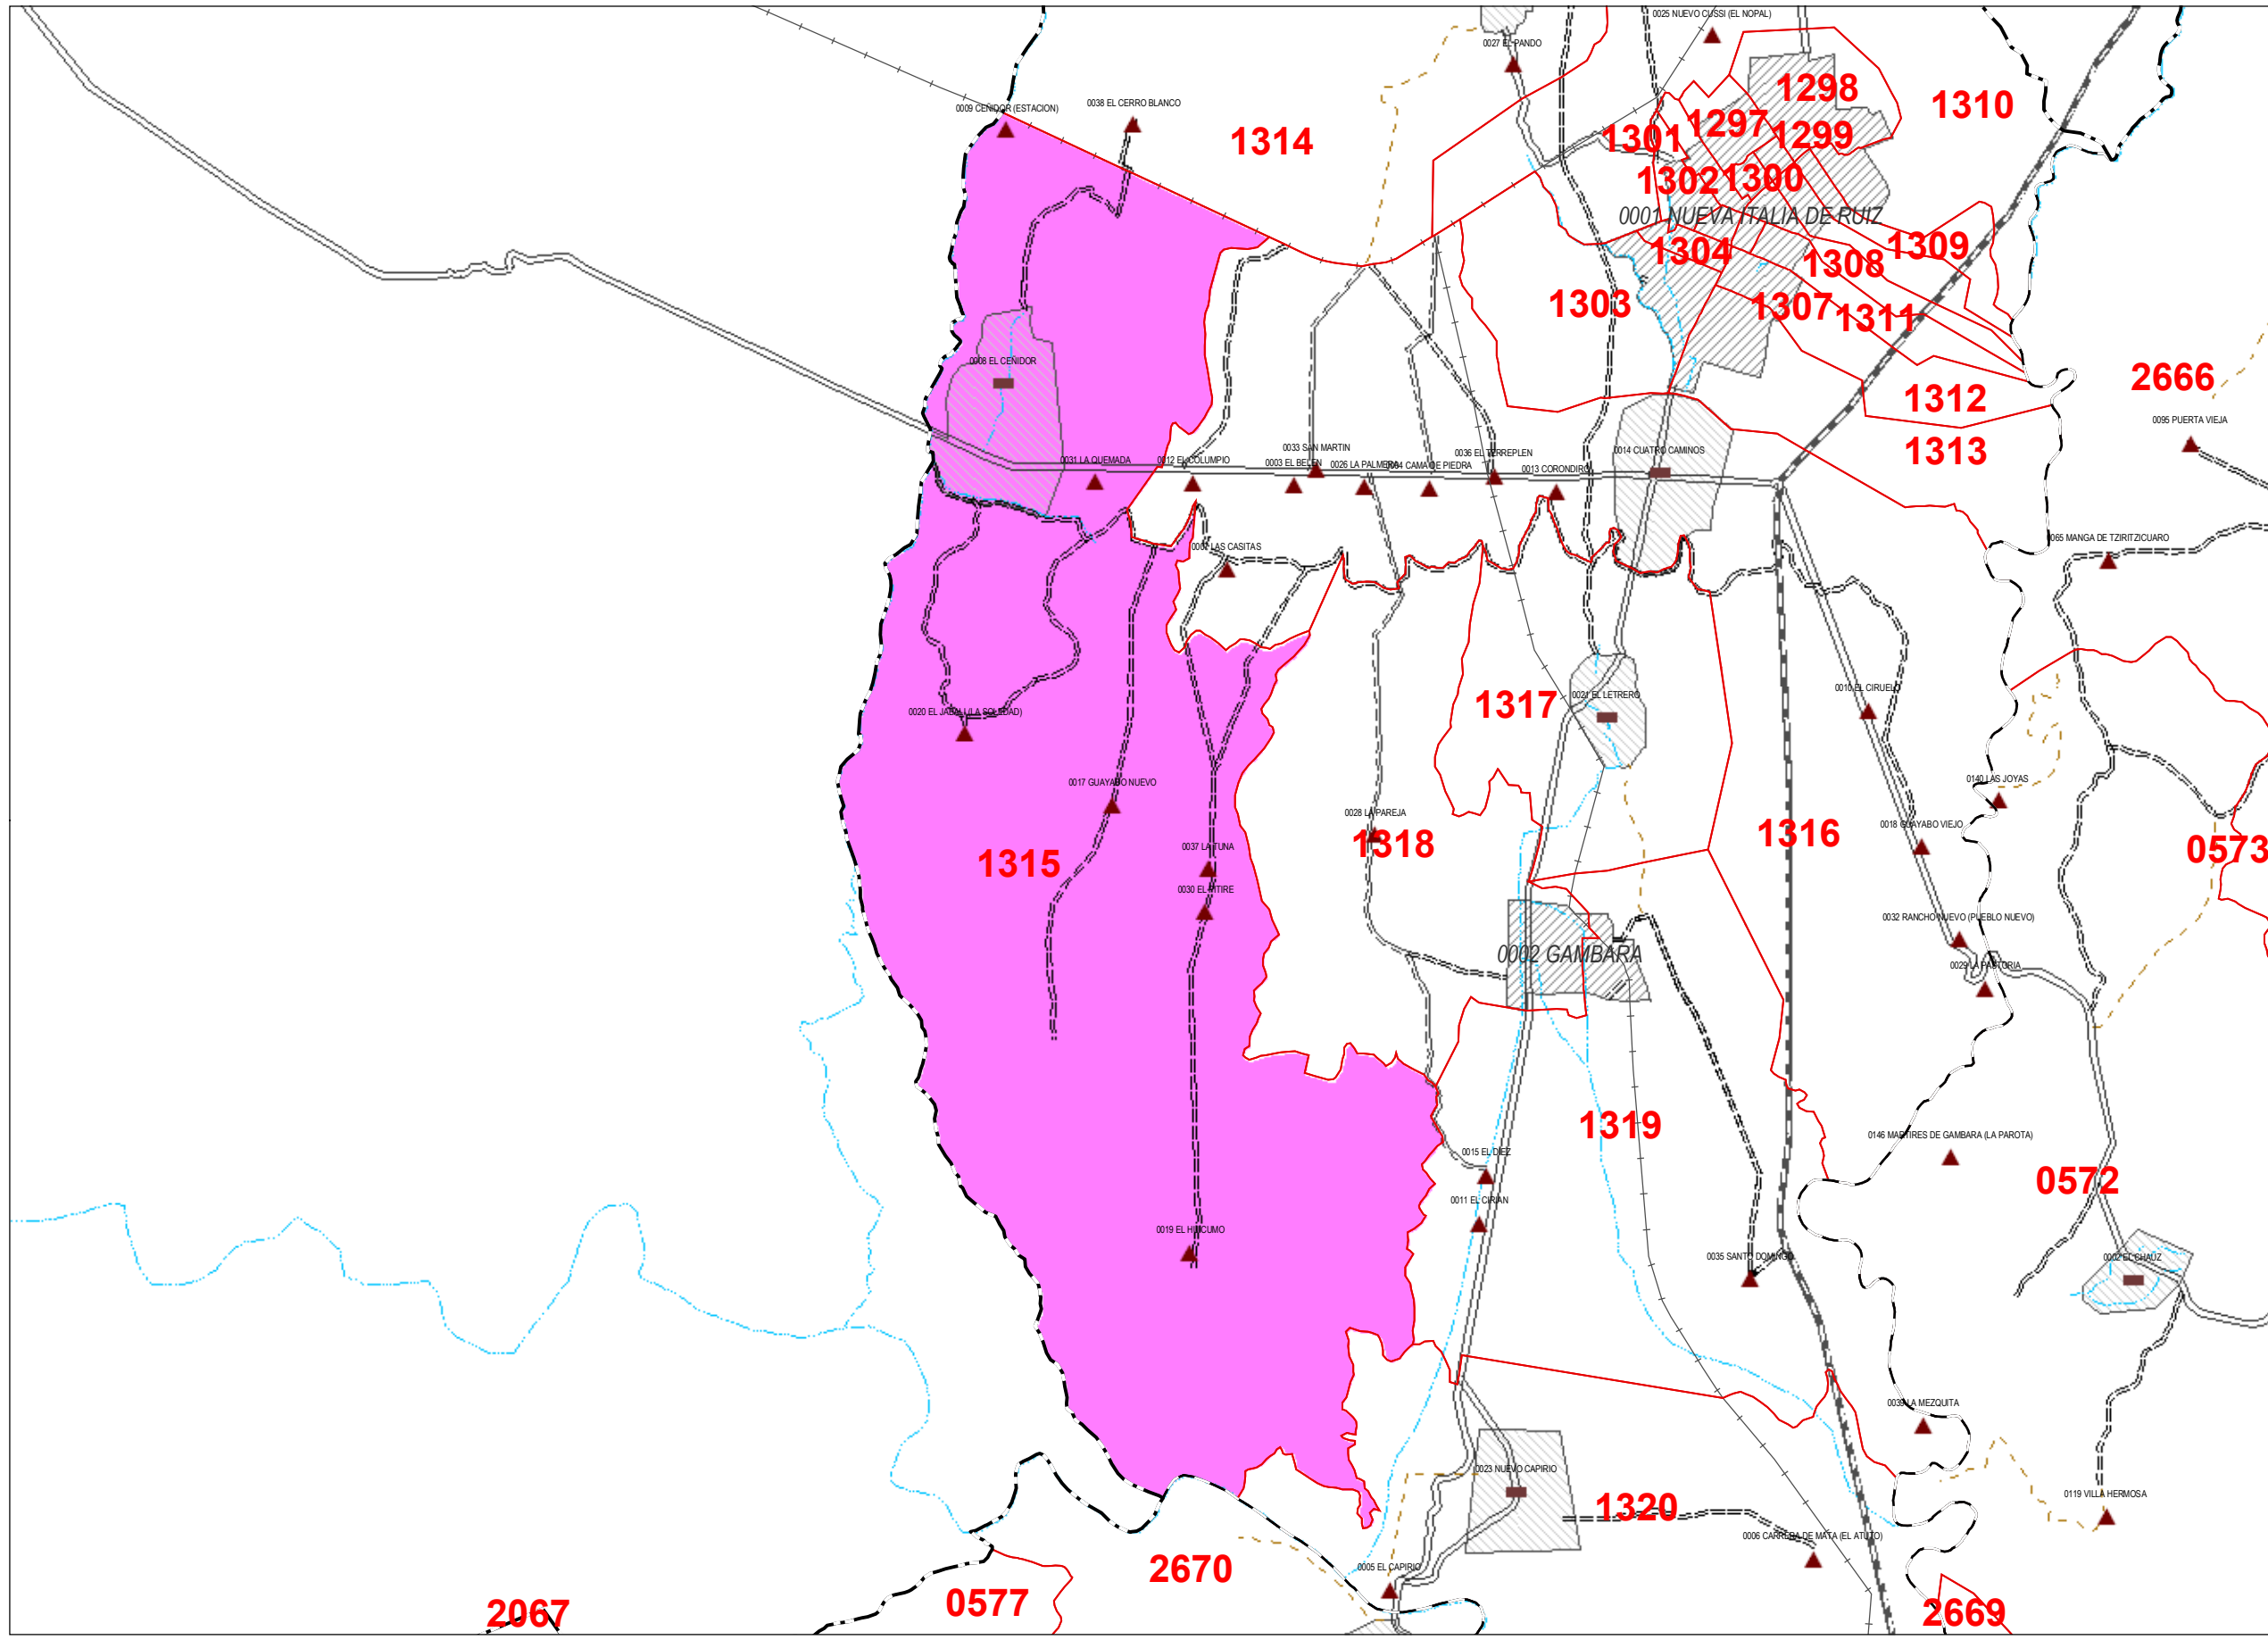 0025 NUEVO CUSSI (EL NOPAL)
0027 EL PANDO
1298
1310
0009 CEÑIDOR (ESTACION)
0038 EL CERRO BLANCO
1314
1301
1297
1299
1302
1300
0001 NUEVA ITALIA DE RUIZ
1304
1308
1309
1303
1307
1311
0008 EL CEÑIDOR
2666
1312
0095 PUERTA VIEJA
1313
0033 SAN MARTIN
0036 EL TERREPLEN
0014 CUATRO CAMINOS
0031 LA QUEMADA
0012 EL COLUMPIO
0003 EL BELEN
0026 LA PALMERA
0004 CAMA DE PIEDRA
0013 CORONDIRO
0065 MANGA DE TZIRITZICUARO
LAS CASITAS
1317
0021 EL LETRERO
0010 EL CIRUELO
0020 EL JABALI (LA SOLEDAD)
0017 GUAYABO NUEVO
0140 LAS JOYAS
0028 LA PAREJA
1318
1316
0018 GUAYABO VIEJO
0573
1315
0037 LA TUNA
0030 EL PITIRE
0032 RANCHO NUEVO (PUEBLO NUEVO)
0002 GAMBARA
0029 LA PASTORIA
1319
0146 MARTIRES DE GAMBARA (LA PAROTA)
0015 EL DIEZ
0572
0011 EL CIRIAN
0019 EL HUICUMO
0035 SANTO DOMINGO
0002 EL CHAUZ
0039 LA MEZQUITA
0023 NUEVO CAPIRIO
0119 VILLA HERMOSA
1320
0006 CARRERA DE MATA (EL ATUTO)
2670
0005 EL CAPIRIO
0577
2067
2669